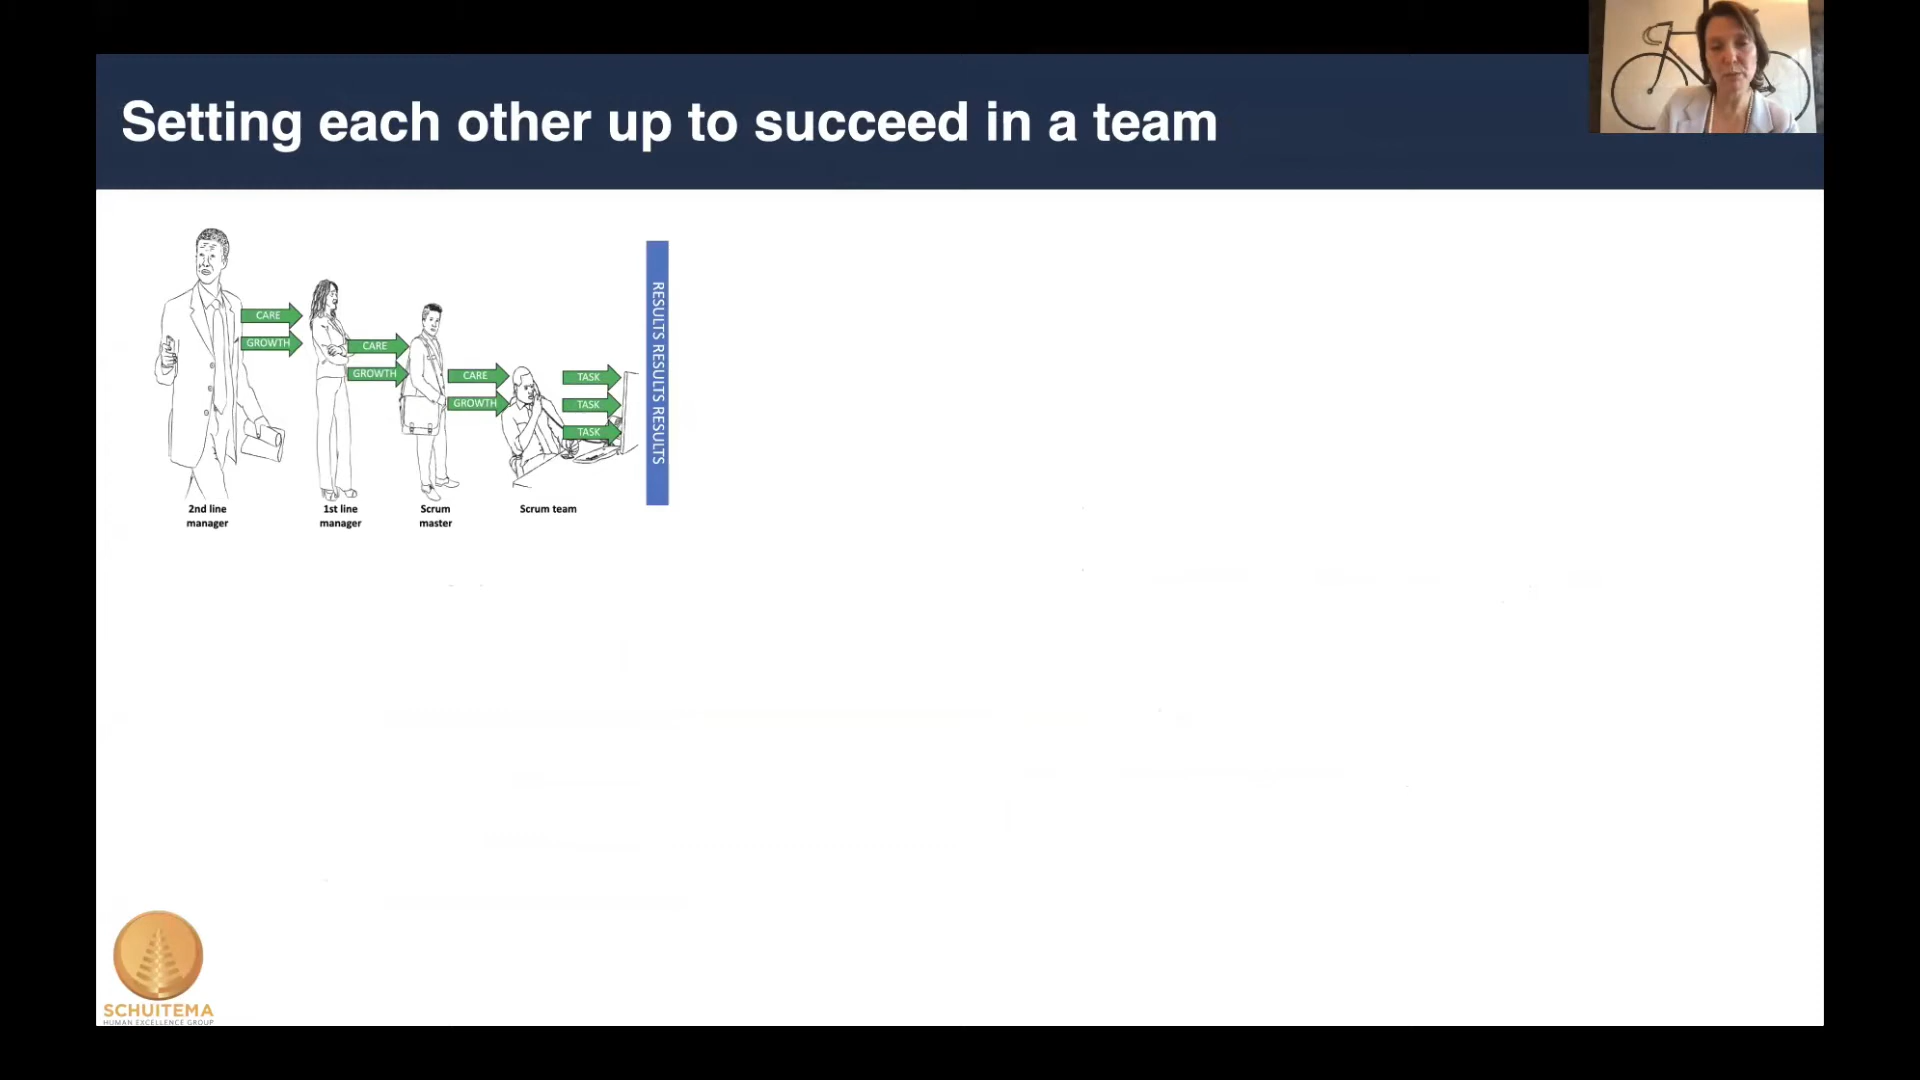 Setting each other up to succeed in a team
CARE
GROWTH
CARE
GROWTH
CARE
GROWTH
TASK
TASK
TASK
RESULTS RESULTS RESULTS
2nd line
manager
1st line
manager
Scrum
master
Scrum team
SCHUITEMA
HUMAN EXCELLENCE GROUP